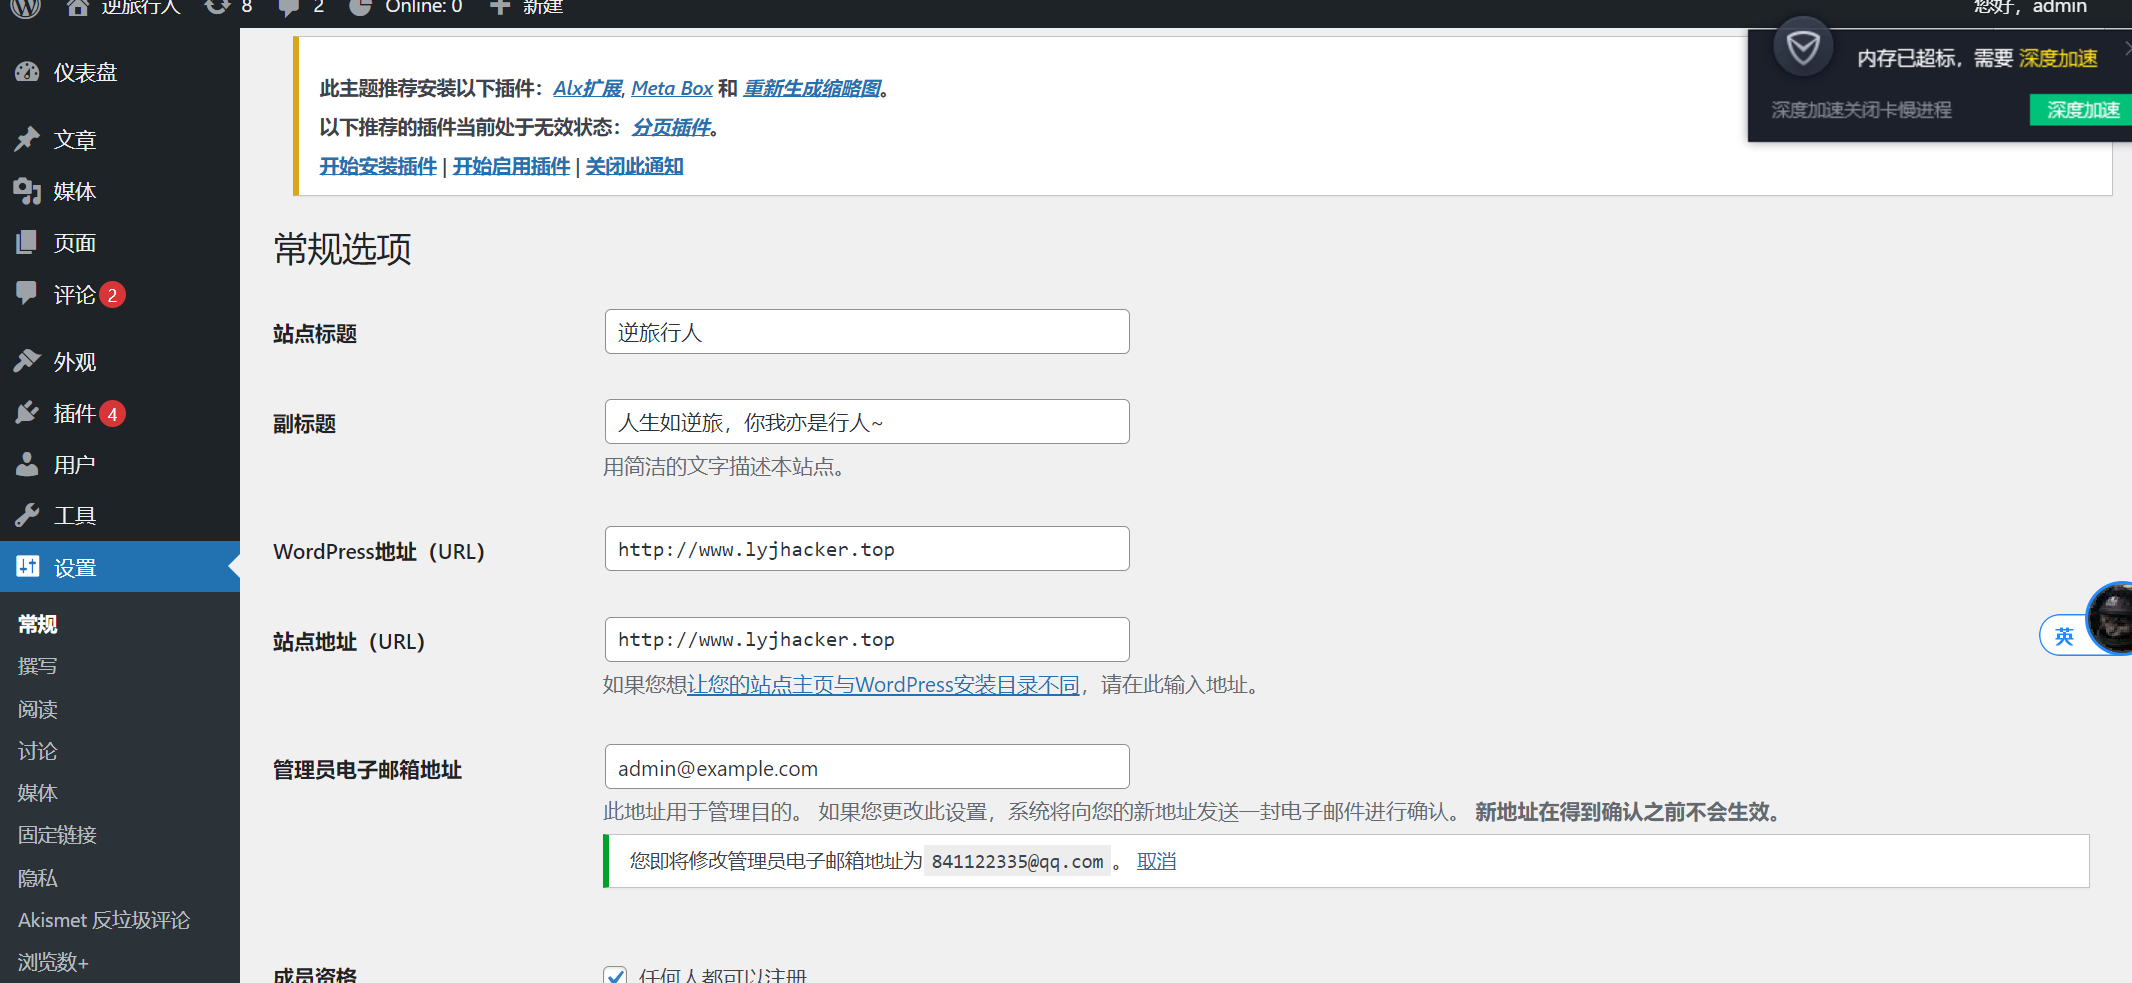 逆旅行人 8 2 Online: 0 新建 您好，admin
内存已超标，需要 深度加速
深度加速关闭卡慢进程 深度加速
仪表盘
文章
媒体
页面
评论 2
外观
插件 4
用户
工具
设置
常规
撰写
阅读
讨论
媒体
固定链接
隐私
Akismet 反垃圾评论
浏览数+
此主题推荐安装以下插件：Alx扩展, Meta Box 和 重新生成缩略图。
以下推荐的插件当前处于无效状态：分页插件。
开始安装插件 | 开始启用插件 | 关闭此通知
常规选项
站点标题 逆旅行人
副标题 人生如逆旅，你我亦是行人~
用简洁的文字描述本站点。
WordPress地址（URL） http://www.lyjhacker.top
站点地址（URL） http://www.lyjhacker.top
如果您想让您的站点主页与WordPress安装目录不同，请在此输入地址。
管理员电子邮箱地址 admin@example.com
此地址用于管理目的。 如果您更改此设置，系统将向您的新地址发送一封电子邮件进行确认。 新地址在得到确认之前不会生效。
您即将修改管理员电子邮箱地址为 841122335@qq.com 。 取消
成员资格 任何人都可以注册
英